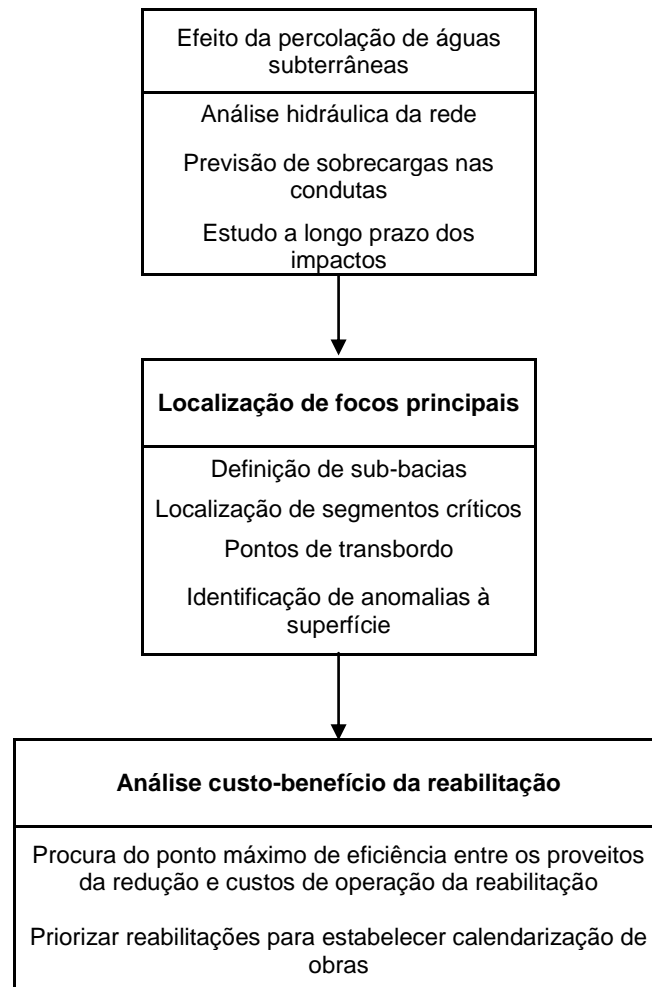 Efeito da percolação de águas
subterrâneas
Análise hidráulica da rede
Previsão de sobrecargas nas
condutas
Estudo a longo prazo dos
impactos
Localização de focos principais
Definição de sub-bacias
Localização de segmentos críticos
Pontos de transbordo
Identificação de anomalias à
superfície
Análise custo-benefício da reabilitação
Procura do ponto máximo de eficiência entre os proveitos
da redução e custos de operação da reabilitação
Priorizar reabilitações para estabelecer calendarização de
obras